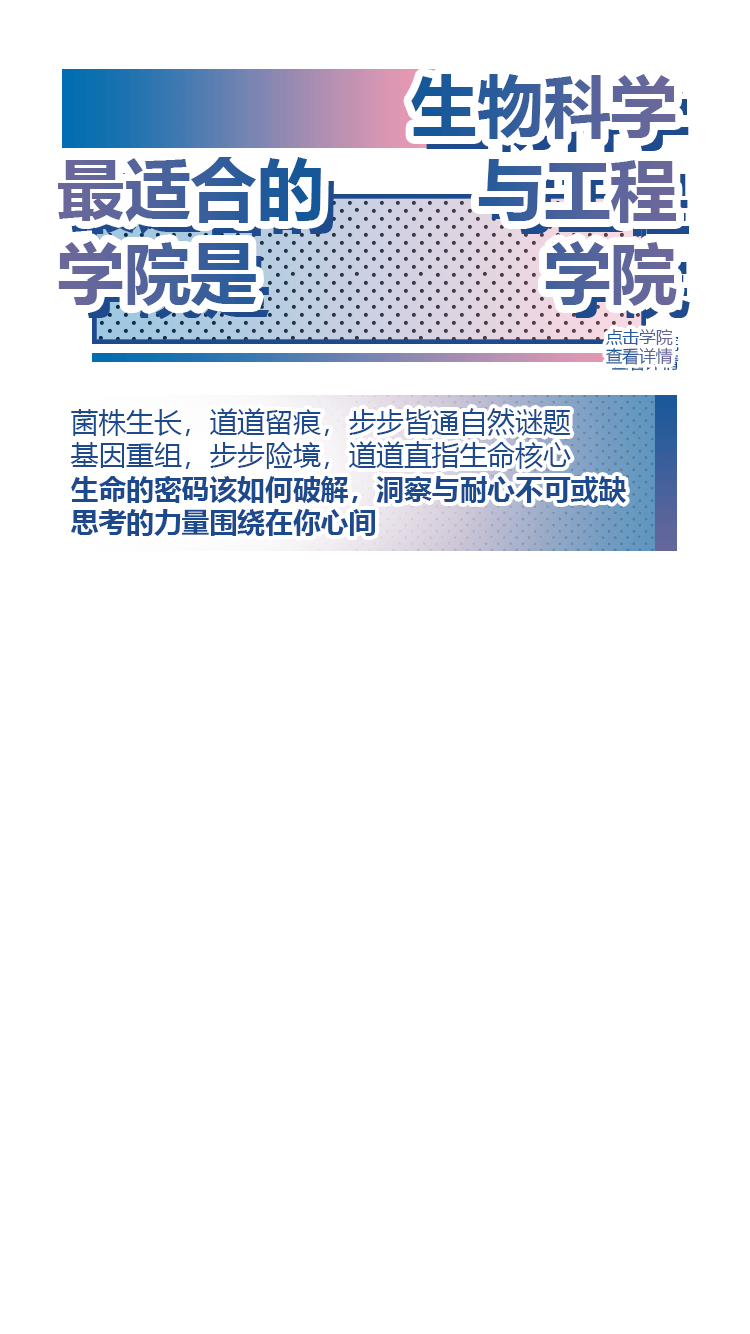 最适合的
学院是
生物科学
与工程
学院
点击学院
查看详情
菌株生长，道道留痕，步步皆通自然谜题
基因重组，步步险境，道道直指生命核心
生命的密码该如何破解，洞察与耐心不可或缺
思考的力量围绕在你心间